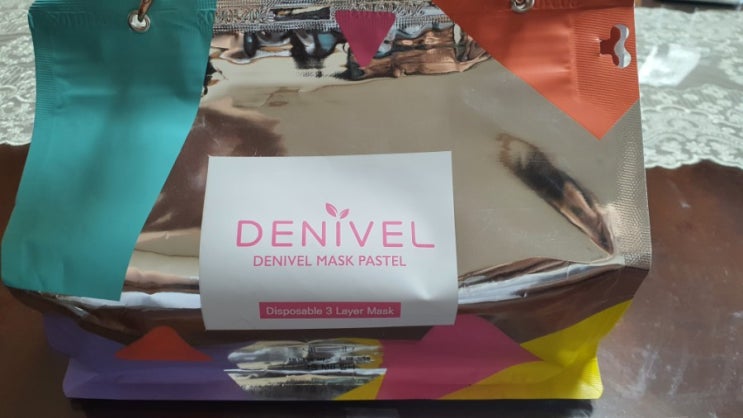 DENIVEL
DENIVEL MASK PASTEL
Disposable 3 Layer Mask